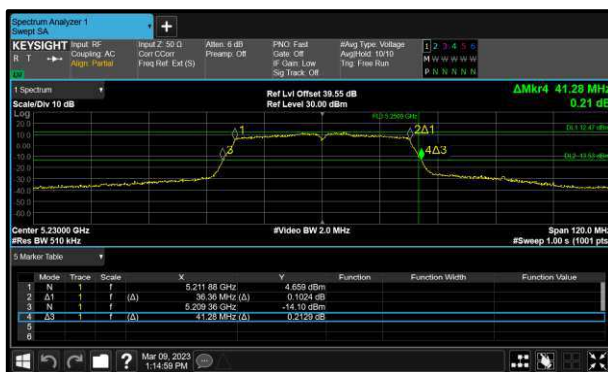 Spectrum Analyzer 1
Swept SA
KEYSIGHT Input: RF Input Z: 50 Ω Atten: 6 dB PNO: Fast #Avg Type: Voltage 1 2 3 4 5 6
R T Coupling: AC Corr CCorr Preamp: Off Gate: Off Avg|Hold: 10/10 M W W W W W
Align: Partial Freq Ref: Ext (S) IF Gain: Low Trig: Free Run
Sig Track: Off P N N N N N
1 Spectrum Ref Lvl Offset 39.55 dB ΔMkr4 41.28 MHz
Scale/Div 10 dB Ref Level 30.00 dBm 0.21 dB
Log
20.0
10.0 1 2Δ1 DL1 12.47 dBm
0.00
-10.0 3 4Δ3 DL2 -13.53 dBm
-20.0
-30.0
-40.0
-50.0
-60.0
Center 5.23000 GHz #Video BW 2.0 MHz Span 120.0 MHz
#Res BW 510 kHz #Sweep 1.00 s (1001 pts)
5 Marker Table
Mode Trace Scale X Y Function Function Width Function Value
1 N 1 f 5.211 88 GHz 4.659 dBm
2 Δ1 1 f (Δ) 36.36 MHz (Δ) 0.1024 dB
3 N 1 f 5.209 36 GHz -14.10 dBm
4 Δ3 1 f (Δ) 41.28 MHz (Δ) 0.2129 dB
5
6
? Mar 09, 2023
1:14:59 PM